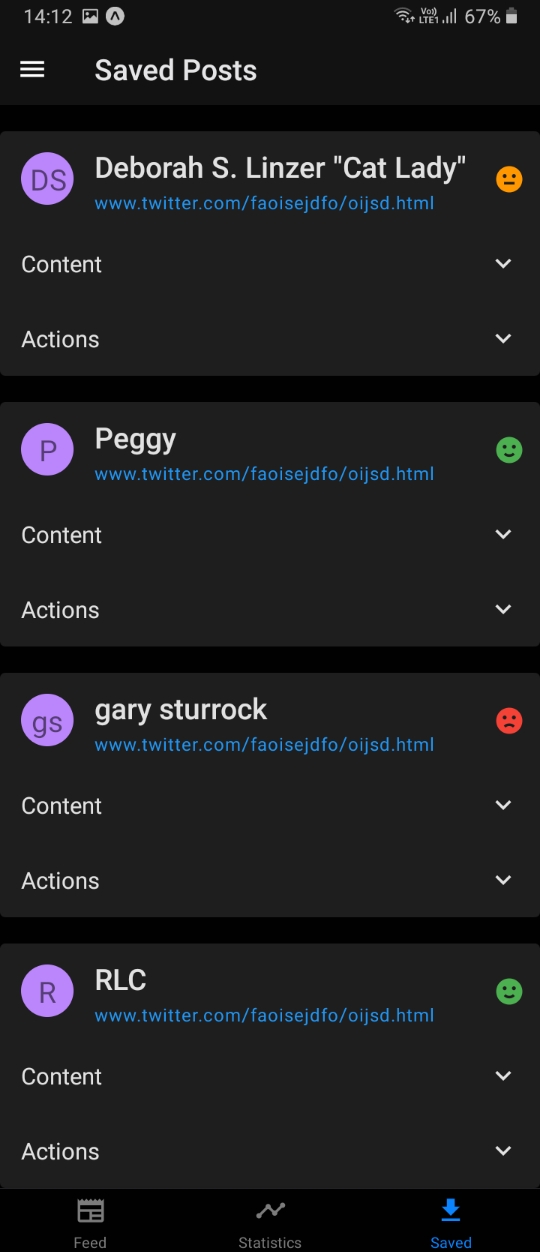 14:12 Vo)) LTE1 67%
Saved Posts
DS Deborah S. Linzer "Cat Lady"
www.twitter.com/faoisejdfo/oijsd.html
Content
Actions
P Peggy
www.twitter.com/faoisejdfo/oijsd.html
Content
Actions
gs gary sturrock
www.twitter.com/faoisejdfo/oijsd.html
Content
Actions
R RLC
www.twitter.com/faoisejdfo/oijsd.html
Content
Actions
Feed Statistics Saved